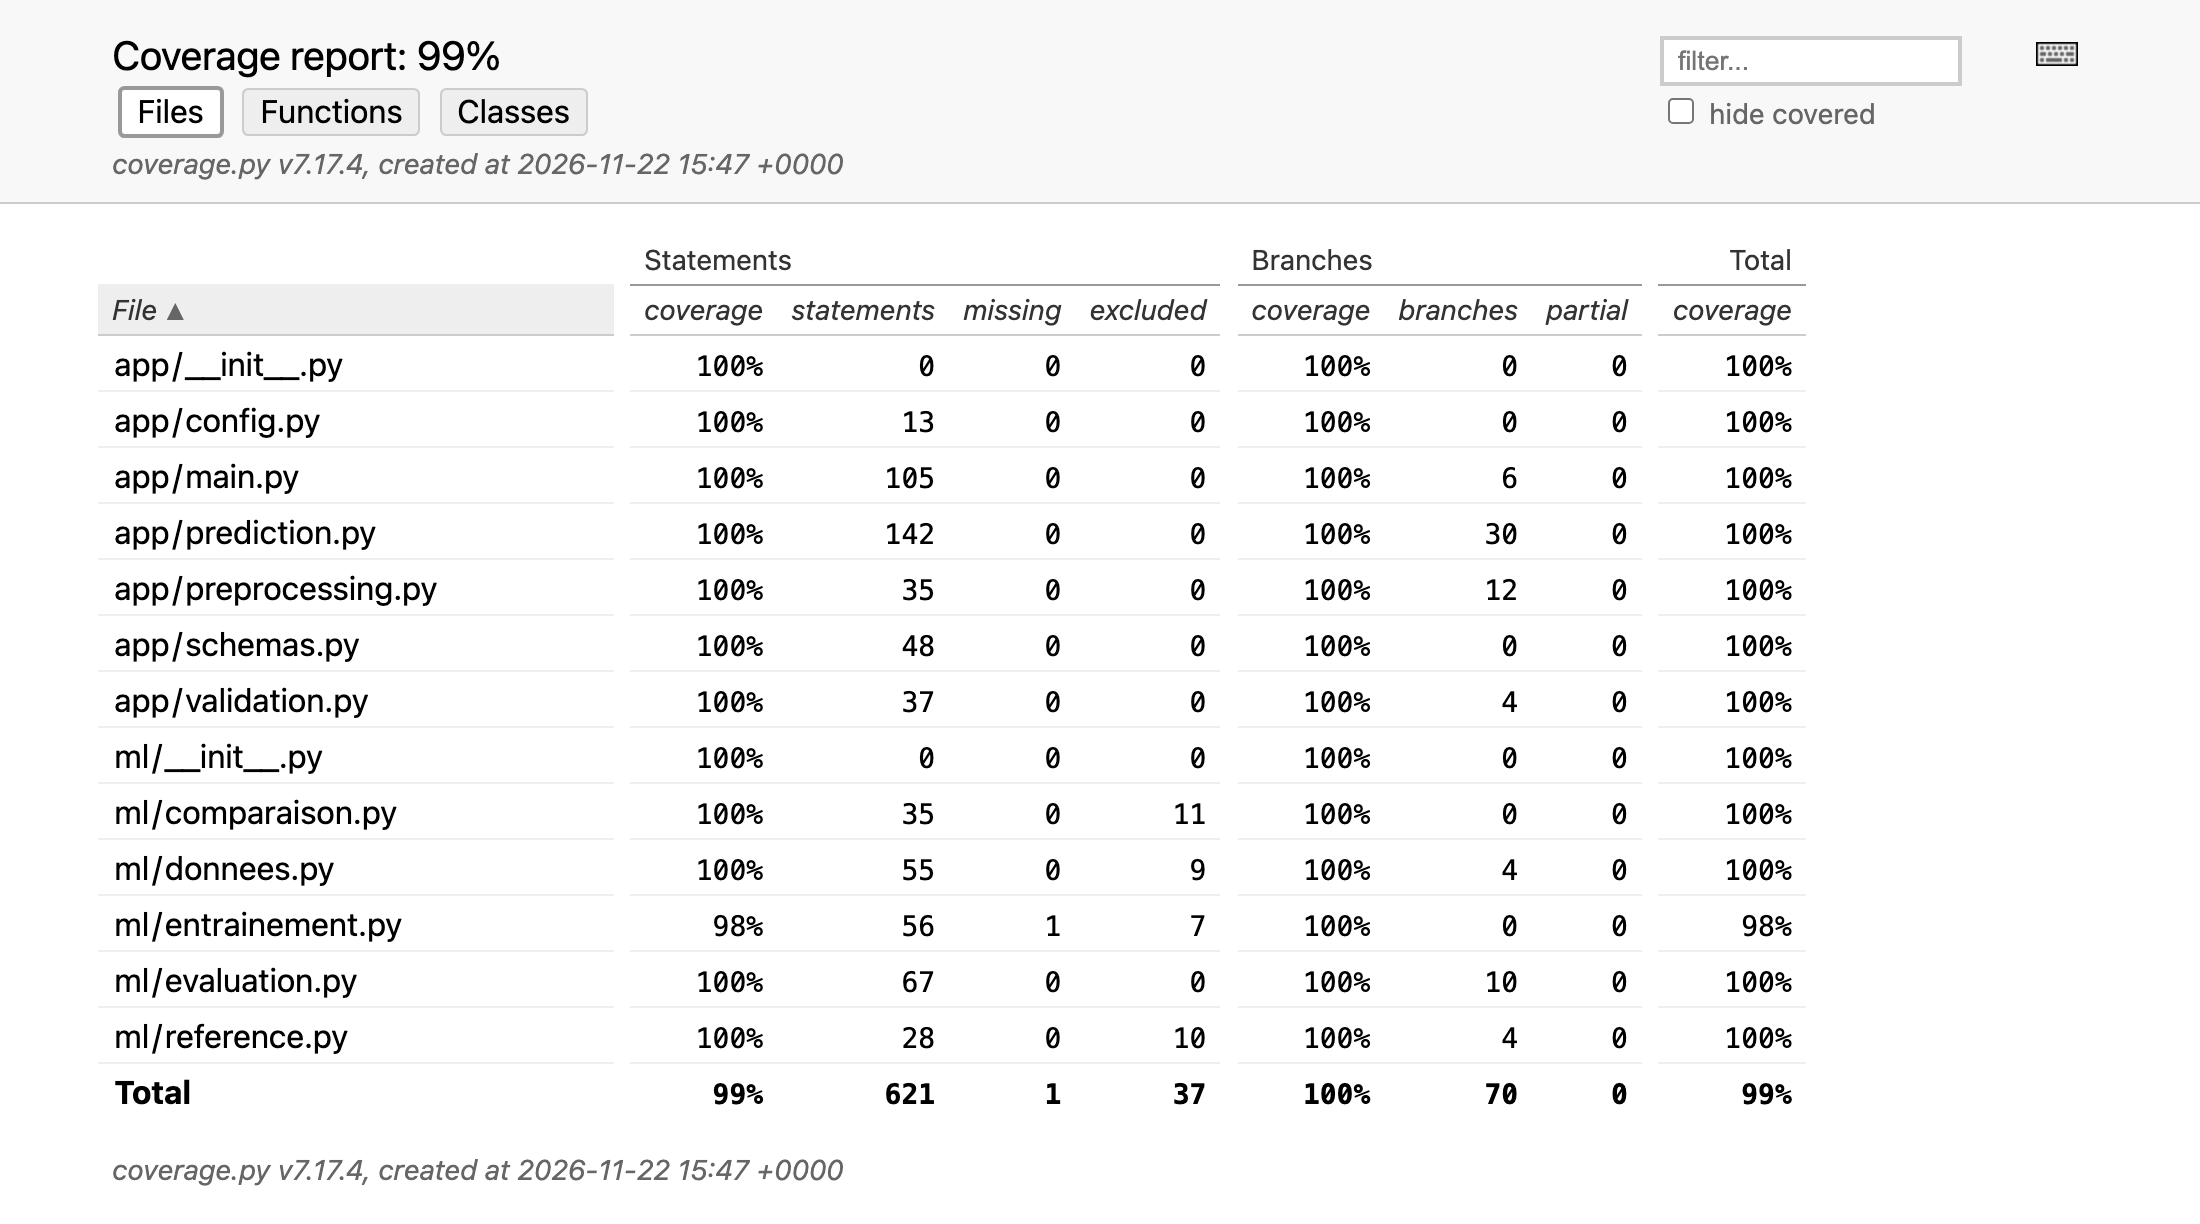 Coverage report: 99%
filter...
Files Functions Classes
hide covered
coverage.py v7.17.4, created at 2026-11-22 15:47 +0000
Statements Branches Total
File ▲ coverage statements missing excluded coverage branches partial coverage
app/__init__.py 100% 0 0 0 100% 0 0 100%
app/config.py 100% 13 0 0 100% 0 0 100%
app/main.py 100% 105 0 0 100% 6 0 100%
app/prediction.py 100% 142 0 0 100% 30 0 100%
app/preprocessing.py 100% 35 0 0 100% 12 0 100%
app/schemas.py 100% 48 0 0 100% 0 0 100%
app/validation.py 100% 37 0 0 100% 4 0 100%
ml/__init__.py 100% 0 0 0 100% 0 0 100%
ml/comparaison.py 100% 35 0 11 100% 0 0 100%
ml/donnees.py 100% 55 0 9 100% 4 0 100%
ml/entrainement.py 98% 56 1 7 100% 0 0 98%
ml/evaluation.py 100% 67 0 0 100% 10 0 100%
ml/reference.py 100% 28 0 10 100% 4 0 100%
Total 99% 621 1 37 100% 70 0 99%
coverage.py v7.17.4, created at 2026-11-22 15:47 +0000